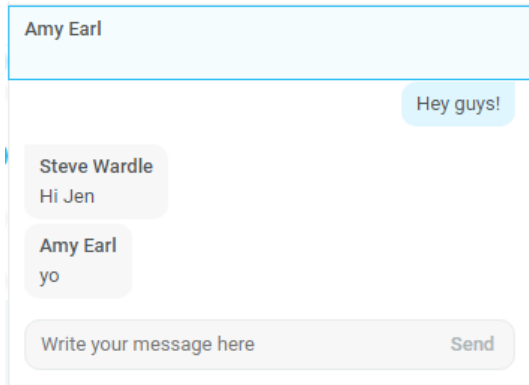 Amy Earl
Hey guys!
Steve Wardle
Hi Jen
Amy Earl
yo
Write your message here
Send